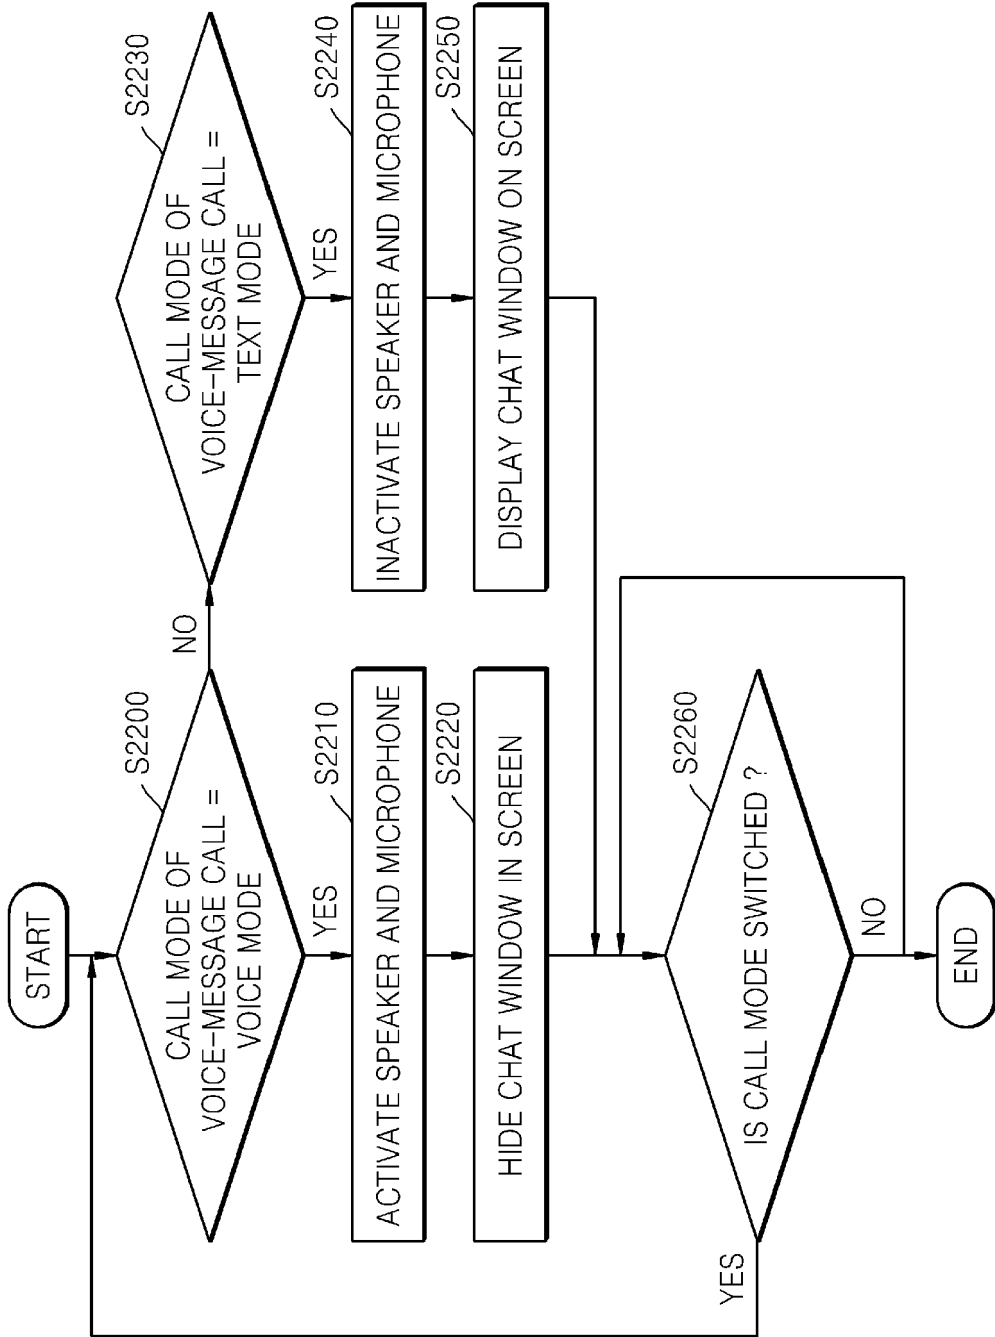 START
S2200
CALL MODE OF
VOICE-MESSAGE CALL =
VOICE MODE
NO
YES
S2230
CALL MODE OF
VOICE-MESSAGE CALL =
TEXT MODE
YES
S2210
ACTIVATE SPEAKER AND MICROPHONE
S2240
INACTIVATE SPEAKER AND MICROPHONE
S2220
HIDE CHAT WINDOW IN SCREEN
S2250
DISPLAY CHAT WINDOW ON SCREEN
S2260
IS CALL MODE SWITCHED ?
YES
NO
END